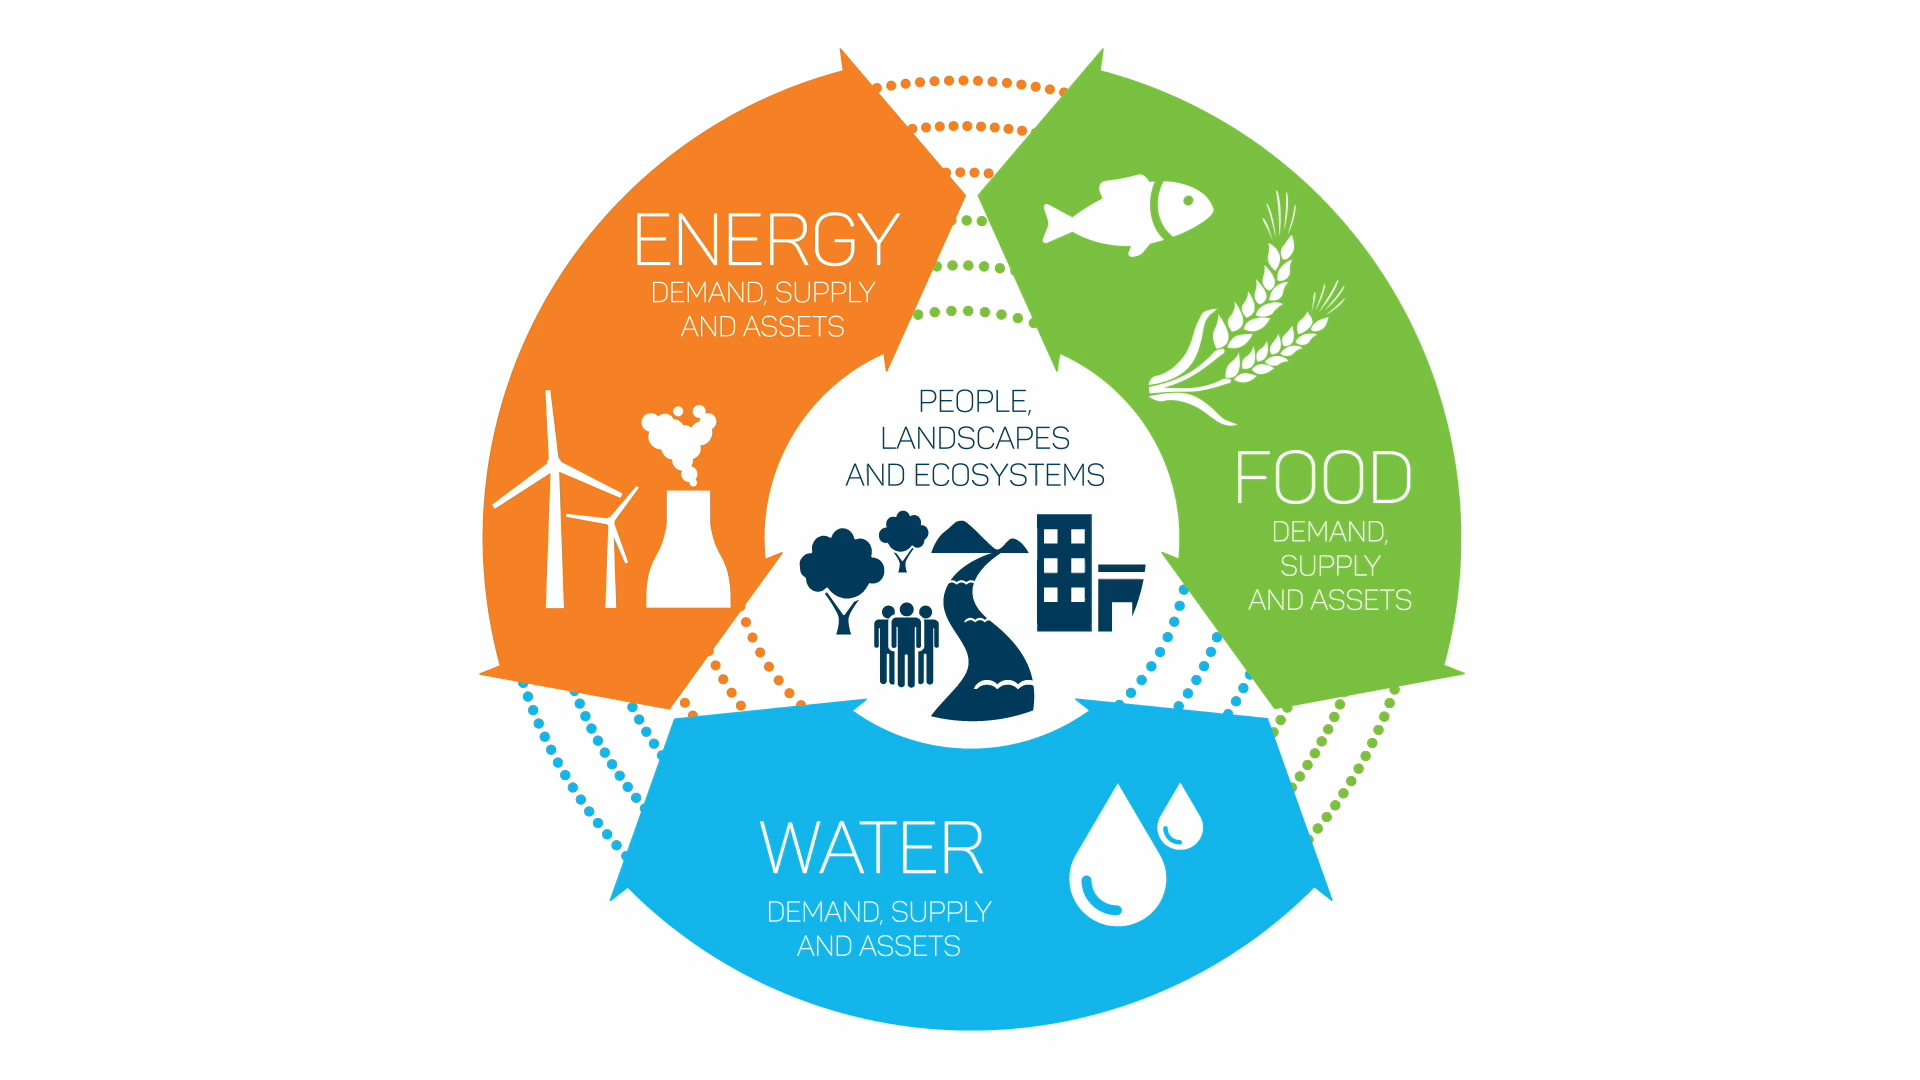 ENERGY
DEMAND, SUPPLY
AND ASSETS
PEOPLE,
LANDSCAPES
AND ECOSYSTEMS
FOOD
DEMAND,
SUPPLY
AND ASSETS
WATER
DEMAND, SUPPLY
AND ASSETS